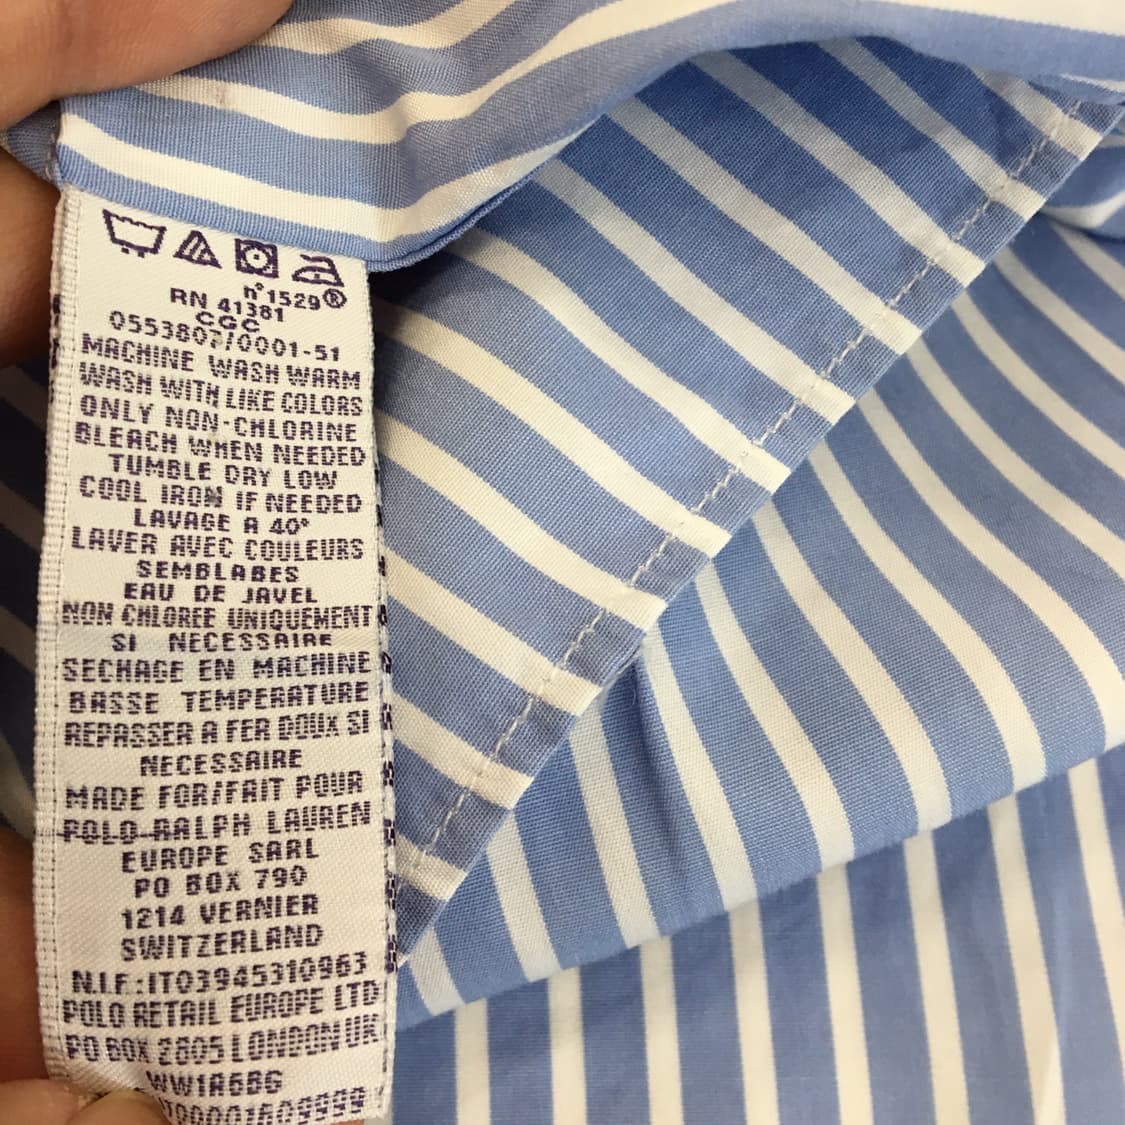 n°1529®
RN 41381
CGC
0553807/0001-51
MACHINE WASH WARM
WASH WITH LIKE COLORS
ONLY NON-CHLORINE
BLEACH WHEN NEEDED
TUMBLE DRY LOW
COOL IRON IF NEEDED
LAVAGE A 40°
LAVER AVEC COULEURS
SEMBLABES
EAU DE JAVEL
NON CHLOREE UNIQUEMENT
SI NECESSAIRE
SECHAGE EN MACHINE
BASSE TEMPERATURE
REPASSER A FER DOUX SI
NECESSAIRE
MADE FOR/FAIT POUR
POLO RALPH LAUREN
EUROPE SARL
PO BOX 790
1214 VERNIER
SWITZERLAND
N.I.F.:IT03945310963
POLO RETAIL EUROPE LTD
PO BOX 2805 LONDON UK